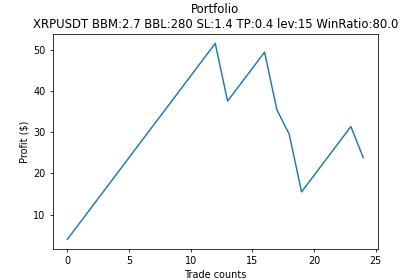 Portfolio
XRPUSDT BBM:2.7 BBL:280 SL:1.4 TP:0.4 lev:15 WinRatio:80.0
50
40
30
20
10
Profit ($)
0 5 10 15 20 25
Trade counts